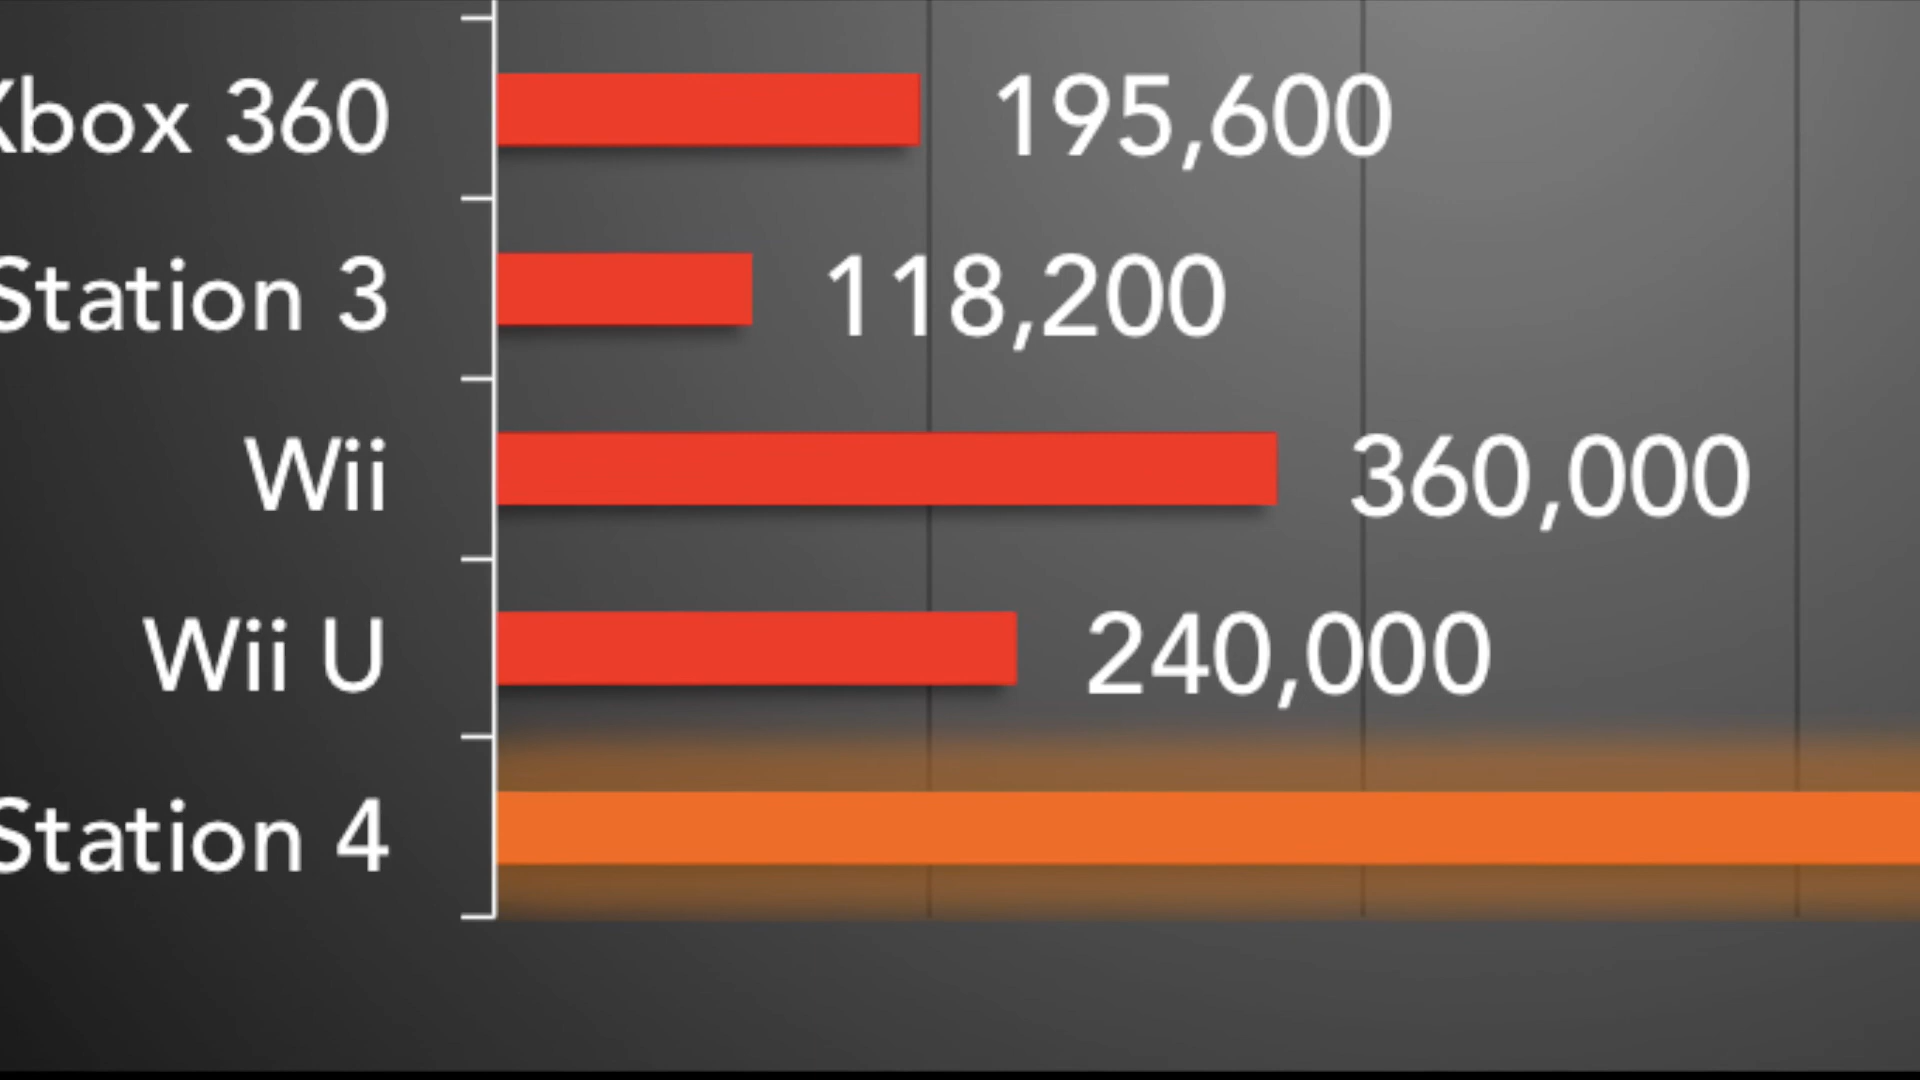 Xbox 360 195,600
Station 3 118,200
Wii 360,000
Wii U 240,000
Station 4